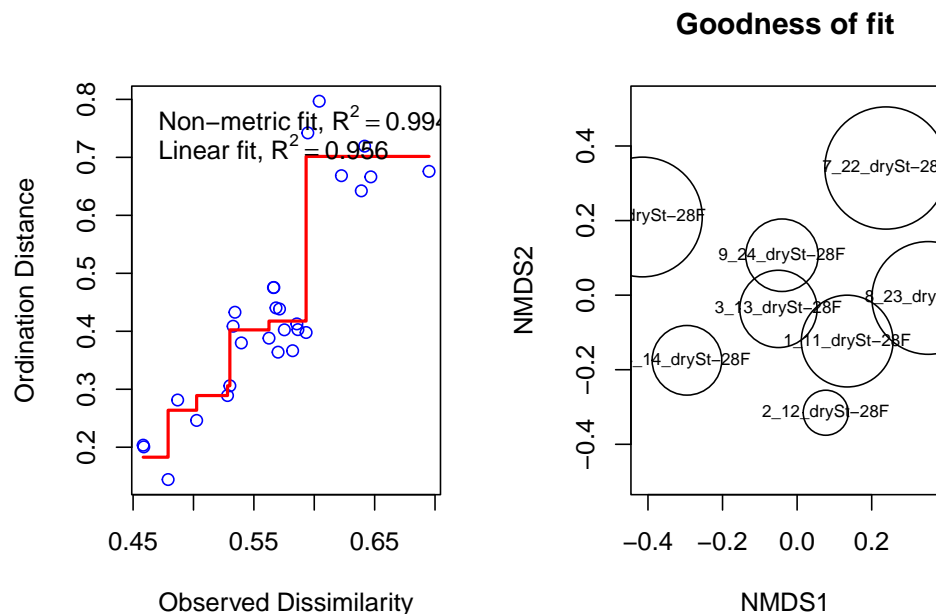 Goodness of fit
Non−metric fit, R2 = 0.994
Linear fit, R2 = 0.956
Ordination Distance
0.2 0.3 0.4 0.5 0.6 0.7 0.8
0.45 0.55 0.65
Observed Dissimilarity
7_22_drySt−28F
drySt−28F
9_24_drySt−28F
8_23_dry
3_13_drySt−28F
1_11_drySt−28F
_14_drySt−28F
2_12_drySt−28F
NMDS2
−0.4 −0.2 0.0 0.2 0.4
−0.4 −0.2 0.0 0.2
NMDS1